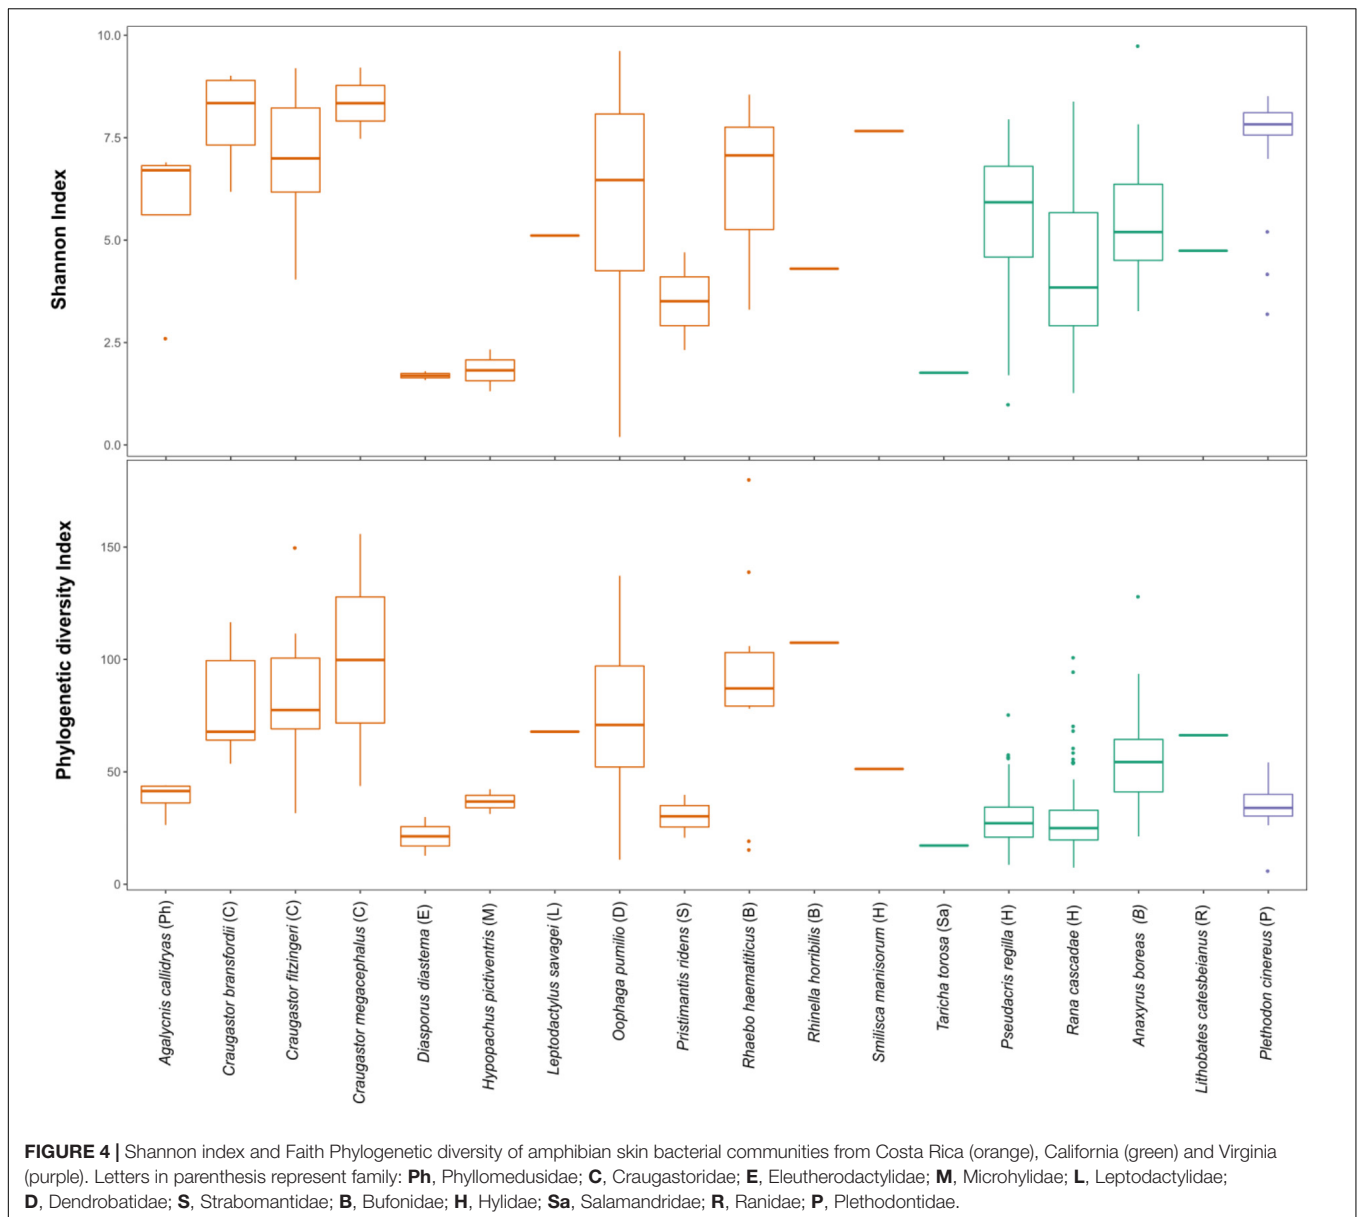 Shannon Index
10.0
7.5
5.0
2.5
0.0
Phylogenetic diversity Index
150
100
50
0
Agalycnis callidryas (Ph)
Craugastor bransfordii (C)
Craugastor fitzingeri (C)
Craugastor megacephalus (C)
Diasporus diastema (E)
Hypopachus pictiventris (M)
Leptodactylus savagei (L)
Oophaga pumilio (D)
Pristimantis ridens (S)
Rhaebo haematiticus (B)
Rhinella horribilis (B)
Smilisca manisorum (H)
Taricha torosa (Sa)
Pseudacris regilla (H)
Rana cascadae (H)
Anaxyrus boreas (B)
Lithobates catesbeianus (R)
Plethodon cinereus (P)
FIGURE 4 | Shannon index and Faith Phylogenetic diversity of amphibian skin bacterial communities from Costa Rica (orange), California (green) and Virginia
(purple). Letters in parenthesis represent family: Ph, Phyllomedusidae; C, Craugastoridae; E, Eleutherodactylidae; M, Microhylidae; L, Leptodactylidae;
D, Dendrobatidae; S, Strabomantidae; B, Bufonidae; H, Hylidae; Sa, Salamandridae; R, Ranidae; P, Plethodontidae.